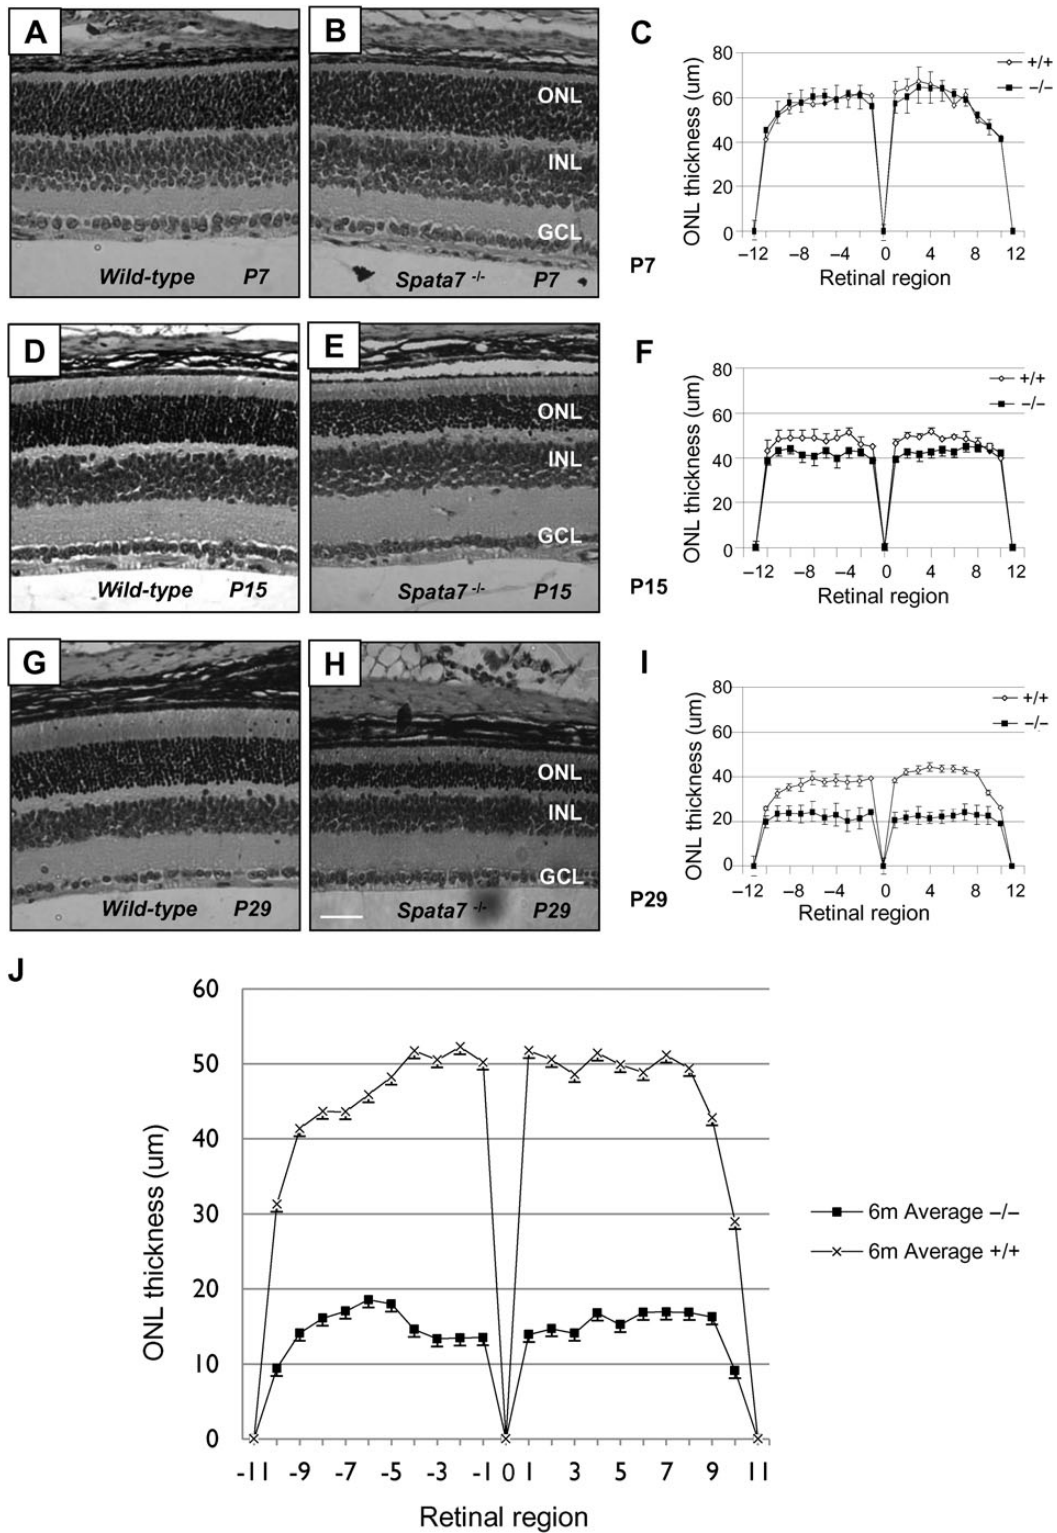 A
Wild-type P7
B
ONL
INL
GCL
Spata7 -/- P7
C
80
60
40
20
0
ONL thickness (um)
+/+
–/–
–12 –8 –4 0 4 8 12
Retinal region
P7
D
Wild-type P15
E
ONL
INL
GCL
Spata7 -/- P15
F
80
60
40
20
0
ONL thickness (um)
+/+
–/–
–12 –8 –4 0 4 8 12
Retinal region
P15
G
Wild-type P29
H
ONL
INL
GCL
Spata7 -/- P29
I
80
60
40
20
0
ONL thickness (um)
+/+
–/–
–12 –8 –4 0 4 8 12
Retinal region
P29
J
60
50
40
30
20
10
0
ONL thickness (um)
6m Average –/–
6m Average +/+
-11 -9 -7 -5 -3 -1 0 1 3 5 7 9 11
Retinal region